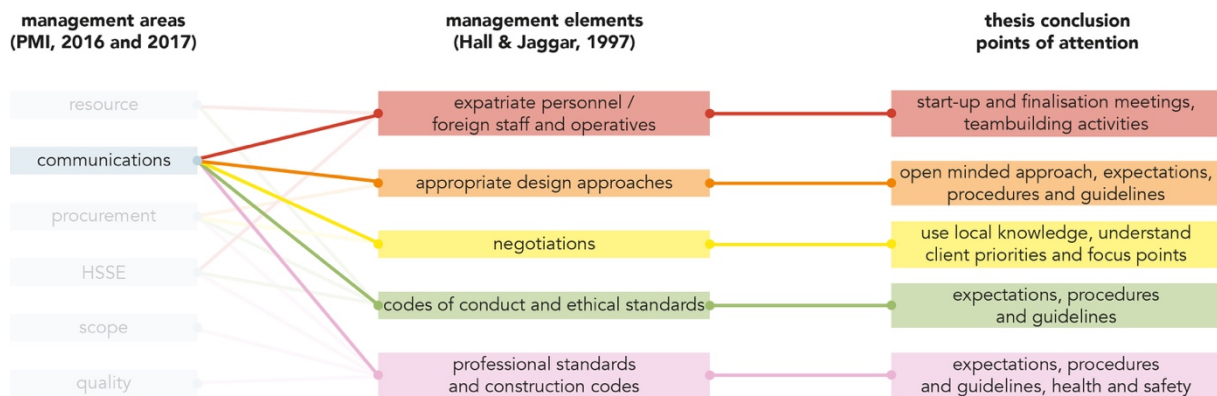 management areas
(PMI, 2016 and 2017)
management elements
(Hall & Jaggar, 1997)
thesis conclusion
points of attention
resource
communications
procurement
HSSE
scope
quality
expatriate personnel /
foreign staff and operatives
appropriate design approaches
negotiations
codes of conduct and ethical standards
professional standards
and construction codes
start-up and finalisation meetings,
teambuilding activities
open minded approach, expectations,
procedures and guidelines
use local knowledge, understand
client priorities and focus points
expectations, procedures
and guidelines
expectations, procedures
and guidelines, health and safety